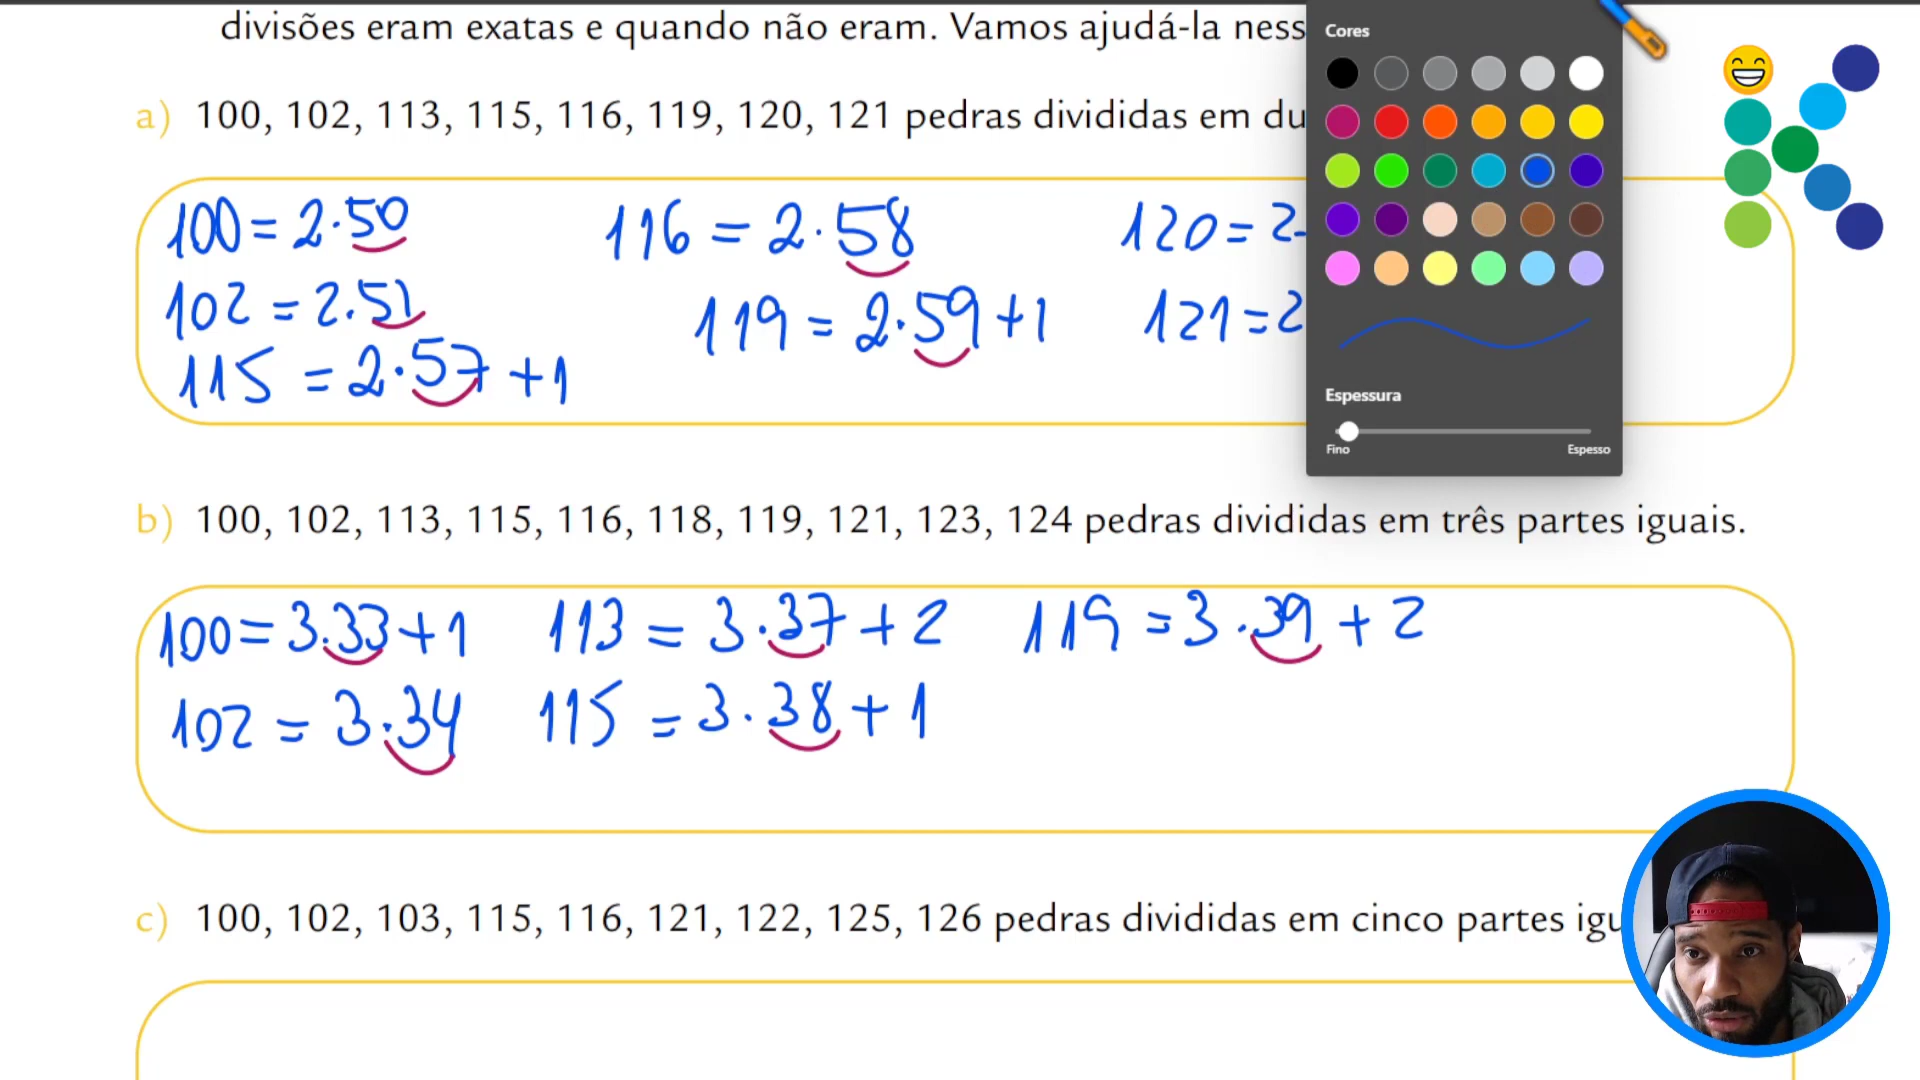 divisões eram exatas e quando não eram. Vamos ajudá-la ness
a) 100, 102, 113, 115, 116, 119, 120, 121 pedras divididas em du
100 = 2·50
102 = 2·51
115 = 2·57 + 1
116 = 2·58
119 = 2·59 + 1
120 = 2·
121 = 2
Cores
Espessura
Fino Espesso
b) 100, 102, 113, 115, 116, 118, 119, 121, 123, 124 pedras divididas em três partes iguais.
100 = 3·33 + 1
102 = 3·34
113 = 3·37 + 2
115 = 3·38 + 1
119 = 3·39 + 2
c) 100, 102, 103, 115, 116, 121, 122, 125, 126 pedras divididas em cinco partes igu